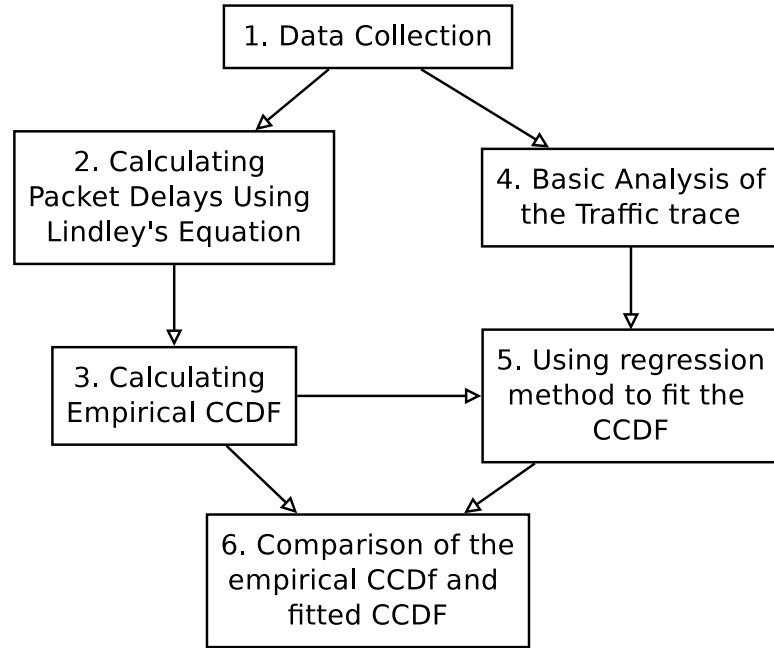 1. Data Collection
2. Calculating
Packet Delays Using
Lindley's Equation
4. Basic Analysis of
the Traffic trace
3. Calculating
Empirical CCDF
5. Using regression
method to fit the
CCDF
6. Comparison of the
empirical CCDf and
fitted CCDF